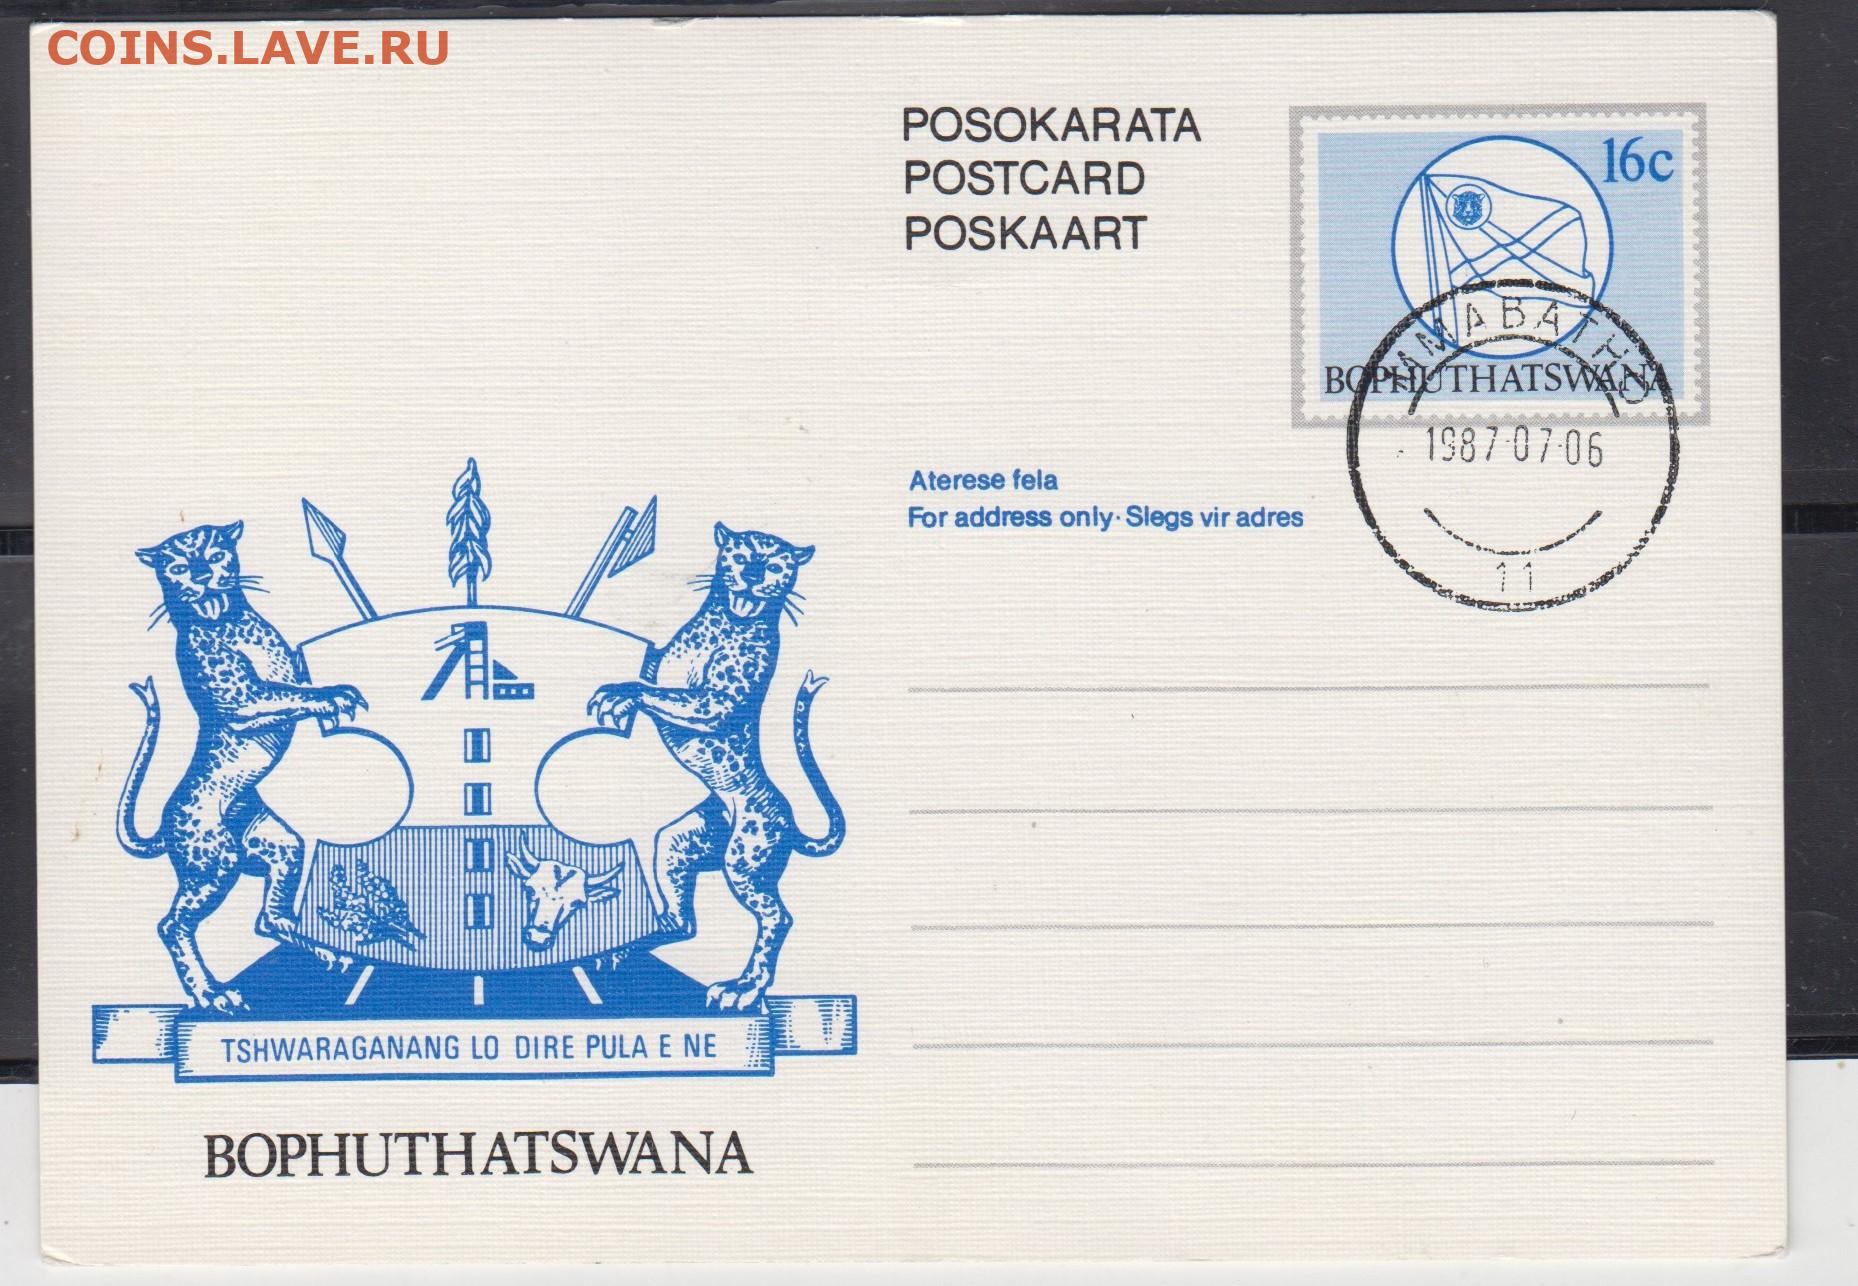 COINS.LAVE.RU
POSOKARATA
POSTCARD
POSKAART
16c
BOPHUTHATSWANA
MMABATHO
1987·07·06
11
Aterese fela
For address only·Slegs vir adres
TSHWARAGANANG LO DIRE PULA E NE
BOPHUTHATSWANA